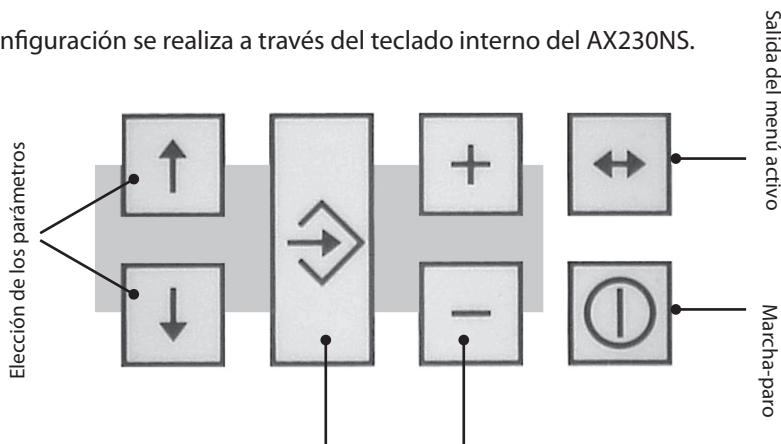 nfiguración se realiza a través del teclado interno del AX230NS.
Elección de los parámetros
Salida del menú activo
Marcha-paro